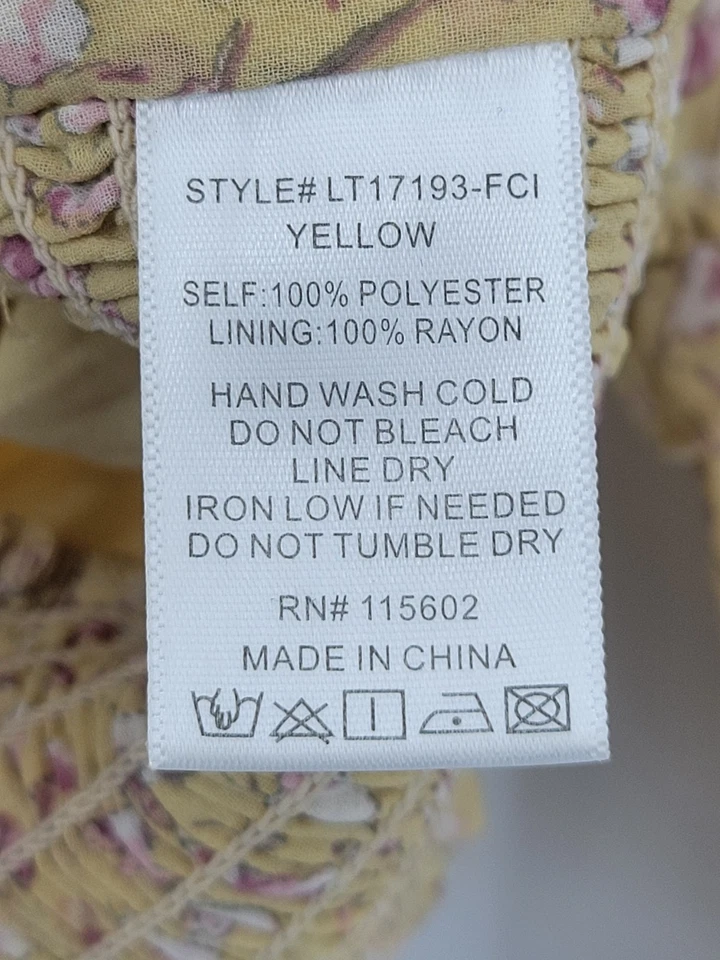 STYLE# LT17193-FCI
YELLOW
SELF:100% POLYESTER
LINING:100% RAYON
HAND WASH COLD
DO NOT BLEACH
LINE DRY
IRON LOW IF NEEDED
DO NOT TUMBLE DRY
RN# 115602
MADE IN CHINA